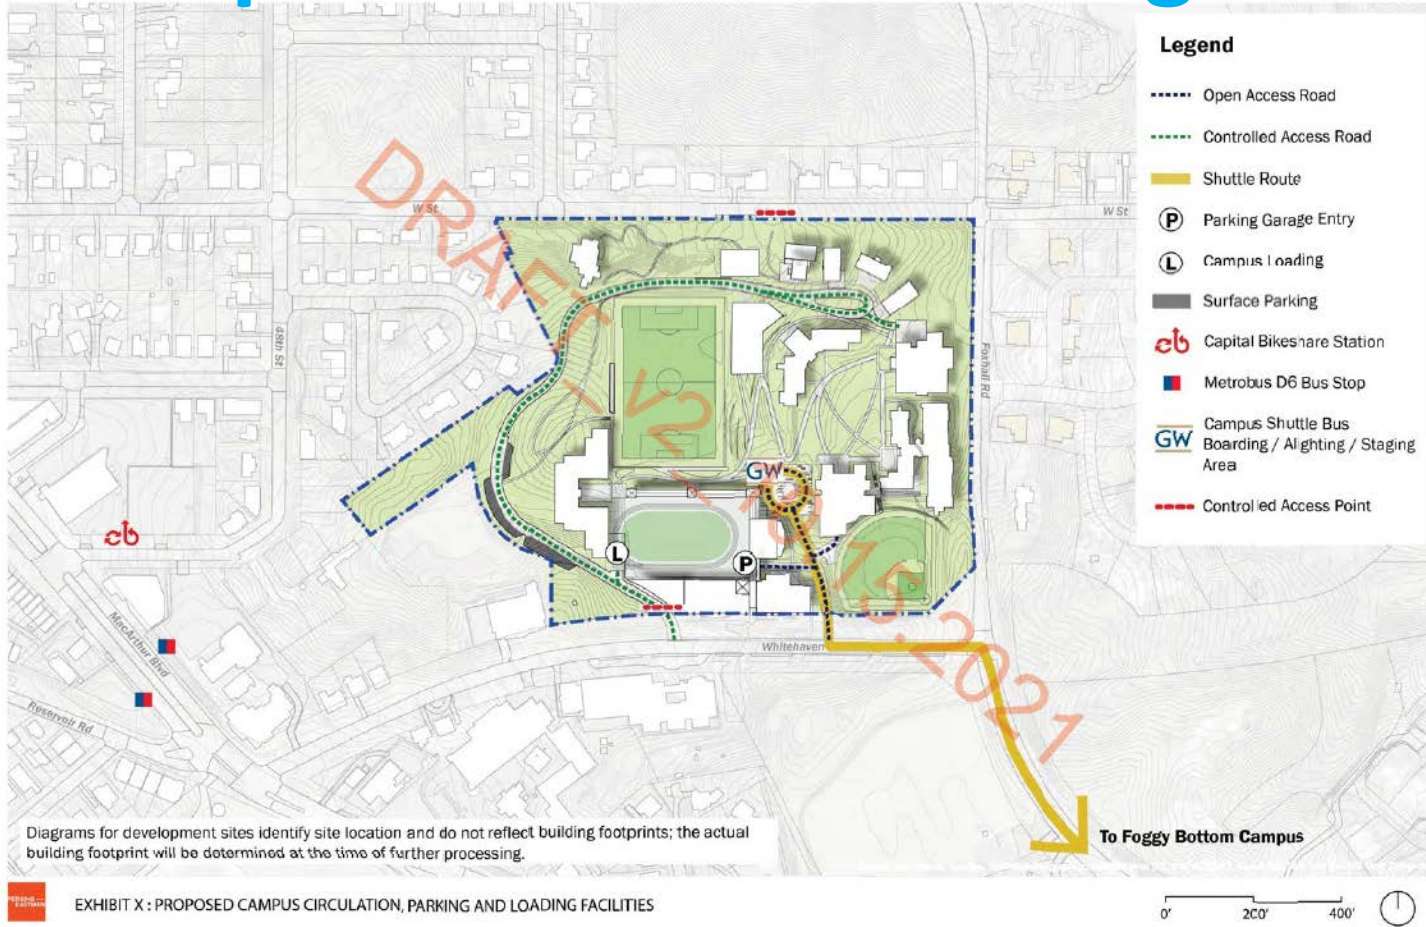 Legend
Open Access Road
Controlled Access Road
Shuttle Route
P Parking Garage Entry
L Campus Loading
Surface Parking
Capital Bikeshare Station
Metrobus D6 Bus Stop
GW Campus Shuttle Bus
Boarding / Alighting / Staging
Area
Controlled Access Point
W St
W St
48th St
Foxhall Rd
GW
L
P
Whitehaven
MacArthur Blvd
Reservoir Rd
DRAFT_V2_10.15.2021
To Foggy Bottom Campus
Diagrams for development sites identify site location and do not reflect building footprints; the actual
building footprint will be determined at the time of further processing.
EXHIBIT X : PROPOSED CAMPUS CIRCULATION, PARKING AND LOADING FACILITIES
0' 200' 400'